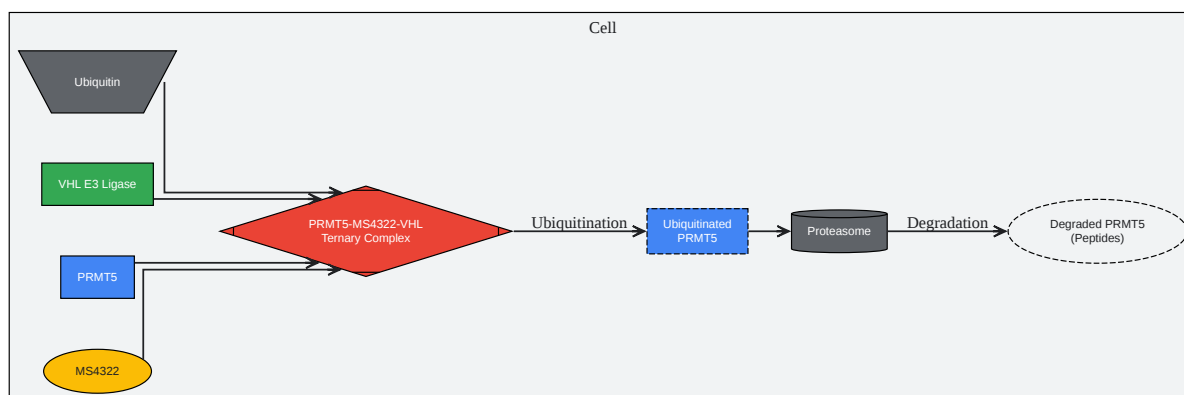 Cell
Ubiquitin
VHL E3 Ligase
PRMT5-MS4322-VHL
Ternary Complex
Ubiquitination
Ubiquitinated
PRMT5
Proteasome
Degradation
Degraded PRMT5
(Peptides)
PRMT5
MS4322